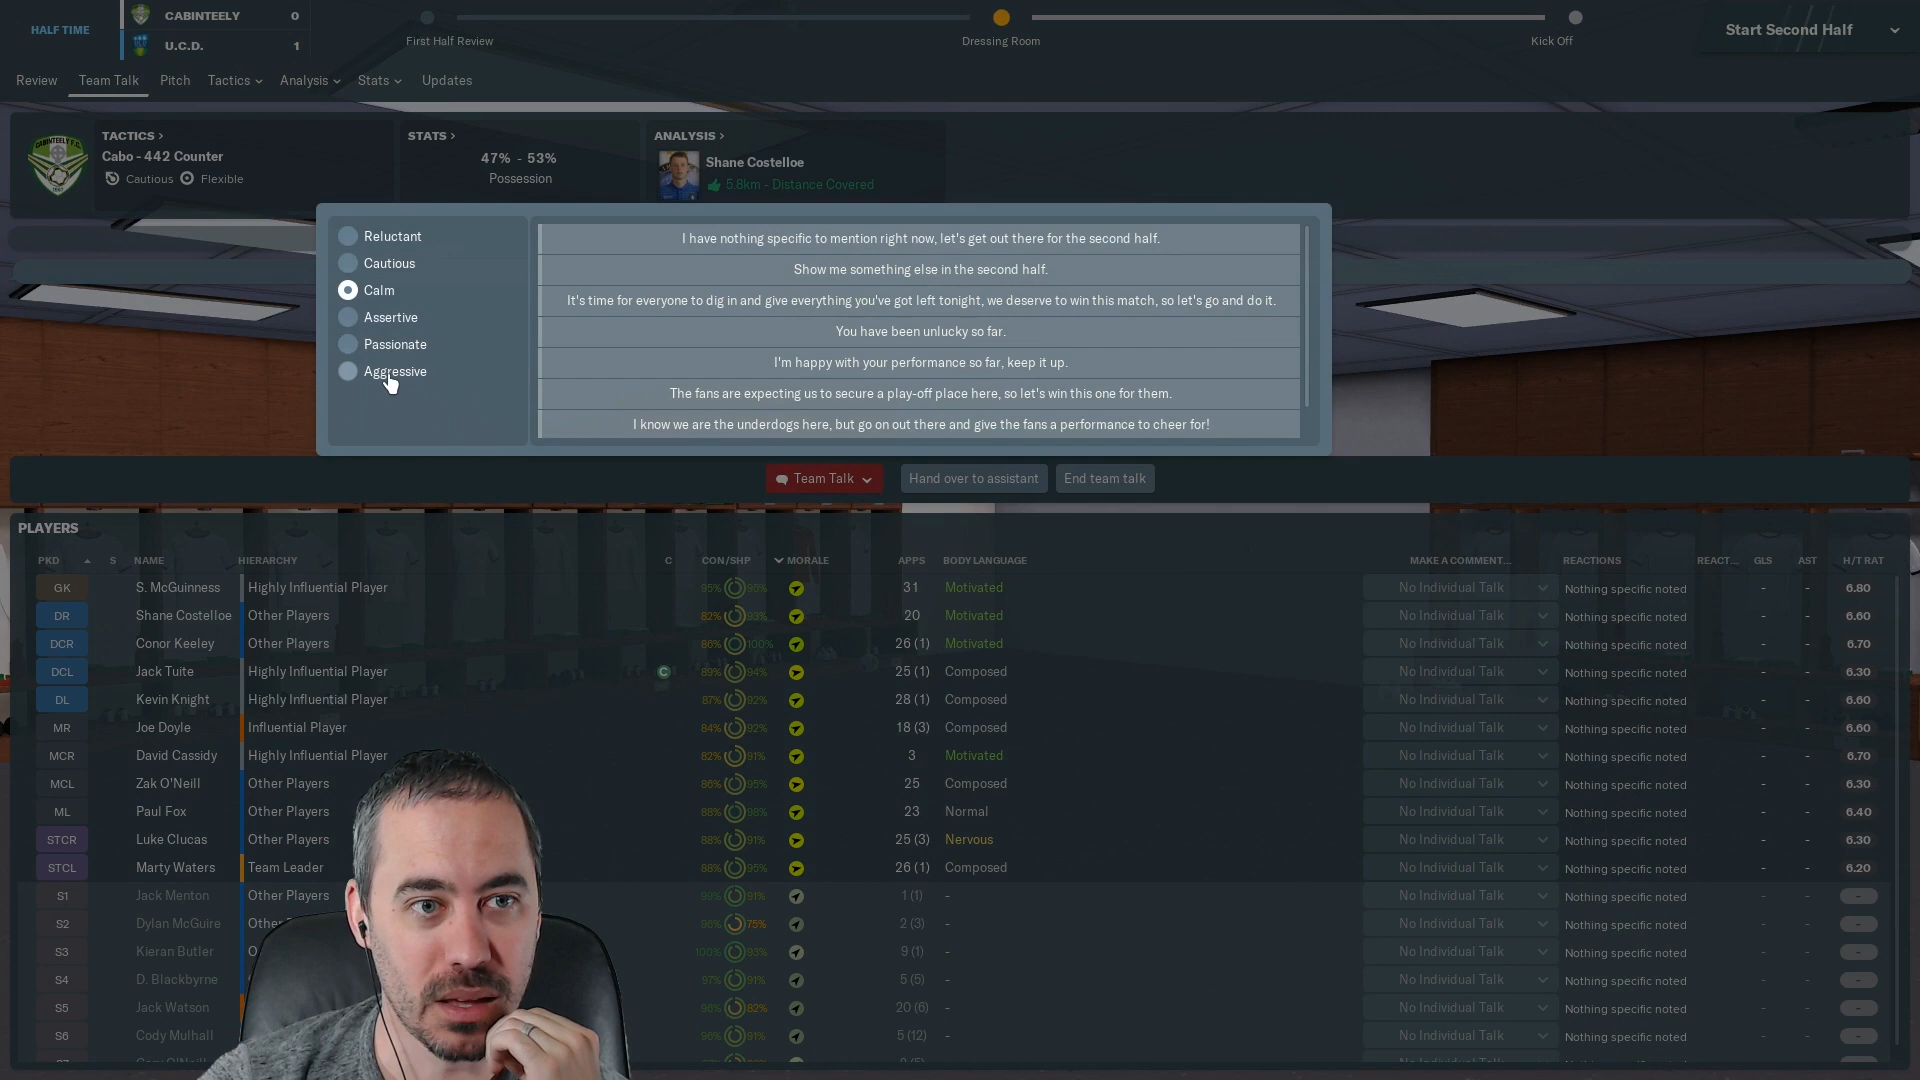 HALF TIME
CABINTEELY 0
U.C.D. 1
First Half Review
Dressing Room
Kick Off
Start Second Half
Review Team Talk Pitch Tactics Analysis Stats Updates
TACTICS >
Cabo - 442 Counter
Cautious Flexible
STATS >
47% - 53%
Possession
ANALYSIS >
Shane Costelloe
5.8km - Distance Covered
Reluctant
Cautious
Calm
Assertive
Passionate
Aggressive
I have nothing specific to mention right now, let's get out there for the second half.
Show me something else in the second half.
It's time for everyone to dig in and give everything you've got left tonight, we deserve to win this match, so let's go and do it.
You have been unlucky so far.
I'm happy with your performance so far, keep it up.
The fans are expecting us to secure a play-off place here, so let's win this one for them.
I know we are the underdogs here, but go on out there and give the fans a performance to cheer for!
Team Talk Hand over to assistant End team talk
PLAYERS
PKD S NAME HIERARCHY C CON/SHP MORALE APPS BODY LANGUAGE MAKE A COMMENT... REACTIONS REACT... GLS AST H/T RAT
GK S. McGuinness Highly Influential Player 95% 31 Motivated No Individual Talk Nothing specific noted - - 6.80
DR Shane Costelloe Other Players 82% 93% 20 Motivated No Individual Talk Nothing specific noted - - 6.60
DCR Conor Keeley Other Players 86% 100% 26 (1) Motivated No Individual Talk Nothing specific noted - - 6.70
DCL Jack Tuite Highly Influential Player C 89% 94% 25 (1) Composed No Individual Talk Nothing specific noted - - 6.30
DL Kevin Knight Highly Influential Player 87% 92% 28 (1) Composed No Individual Talk Nothing specific noted - - 6.60
MR Joe Doyle Influential Player 84% 92% 18 (3) Composed No Individual Talk Nothing specific noted - - 6.60
MCR David Cassidy Highly Influential Player 82% 91% 3 Motivated No Individual Talk Nothing specific noted - - 6.70
MCL Zak O'Neill Other Players 86% 95% 25 Composed No Individual Talk Nothing specific noted - - 6.30
ML Paul Fox Other Players 88% 98% 23 Normal No Individual Talk Nothing specific noted - - 6.40
STCR Luke Clucas Other Players 88% 91% 25 (3) Nervous No Individual Talk Nothing specific noted - - 6.30
STCL Marty Waters Team Leader 88% 95% 26 (1) Composed No Individual Talk Nothing specific noted - - 6.20
S1 Jack Menton Other Players 99% 91% 1 (1) - No Individual Talk Nothing specific noted - - -
S2 Dylan McGuire Other 75% 2 (3) - No Individual Talk Nothing specific noted - - -
S3 Kieran Butler 100% 93% 9 (1) - No Individual Talk Nothing specific noted - - -
S4 D. Blackbyrne 97% 91% 5 (5) - No Individual Talk Nothing specific noted - - -
S5 Jack Watson 82% 20 (6) - No Individual Talk Nothing specific noted - - -
S6 Cody Mulhall 91% 5 (12) - No Individual Talk Nothing specific noted - - -